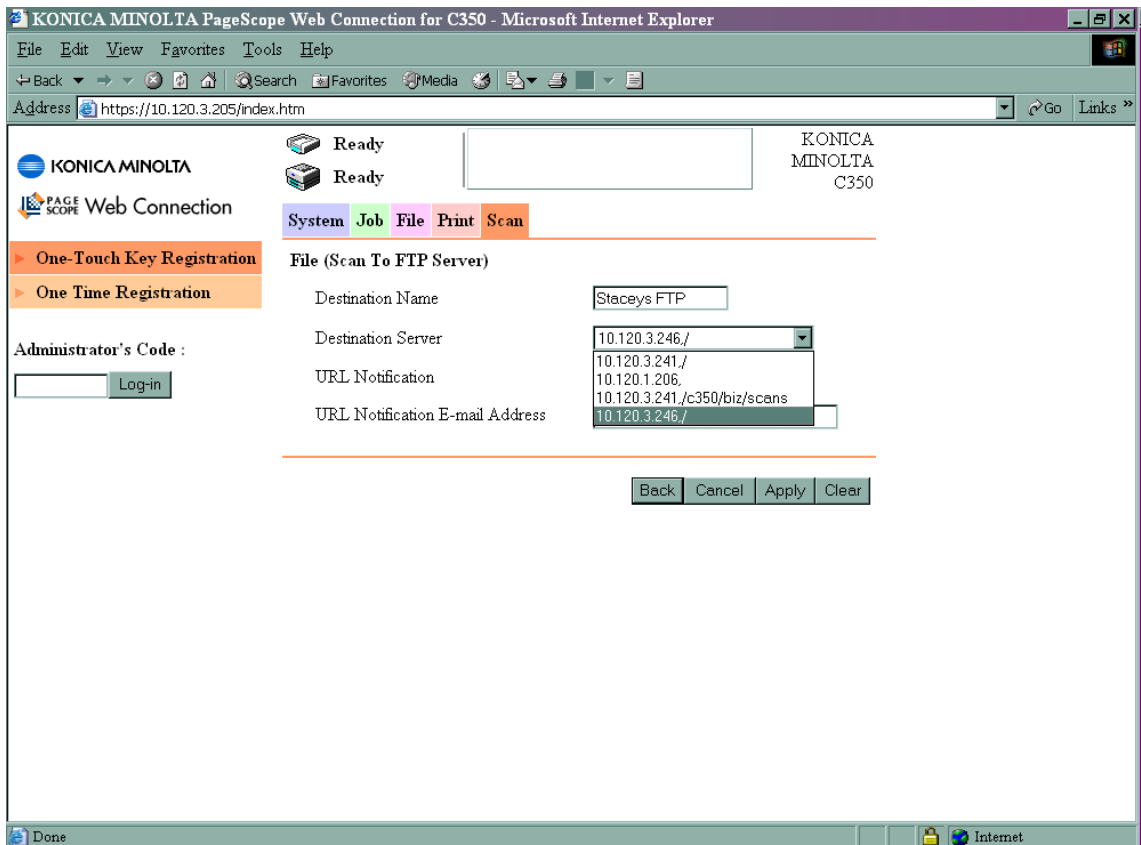 KONICA MINOLTA PageScope Web Connection for C350 - Microsoft Internet Explorer
File Edit View Favorites Tools Help
Back Search Favorites Media
Address https://10.120.3.205/index.htm Go Links »
KONICA MINOLTA
PAGE SCOPE Web Connection
Ready
Ready
KONICA
MINOLTA
C350
System Job File Print Scan
One-Touch Key Registration
One Time Registration
Administrator's Code :
Log-in
File (Scan To FTP Server)
Destination Name Staceys FTP
Destination Server 10.120.3.246,/
10.120.3.241,/
URL Notification 10.120.1.206,
10.120.3.241,/c350/biz/scans
URL Notification E-mail Address 10.120.3.246,/
Back Cancel Apply Clear
Done Internet